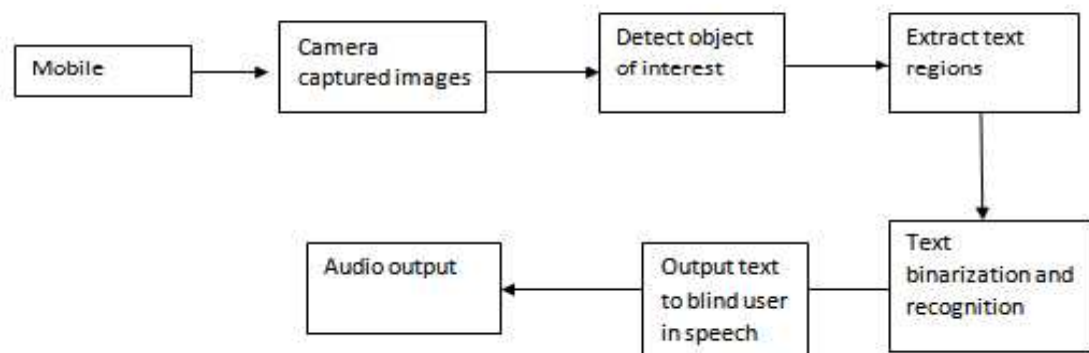 Mobile
Camera
captured images
Detect object
of interest
Extract text
regions
Text
binarization and
recognition
Output text
to blind user
in speech
Audio output